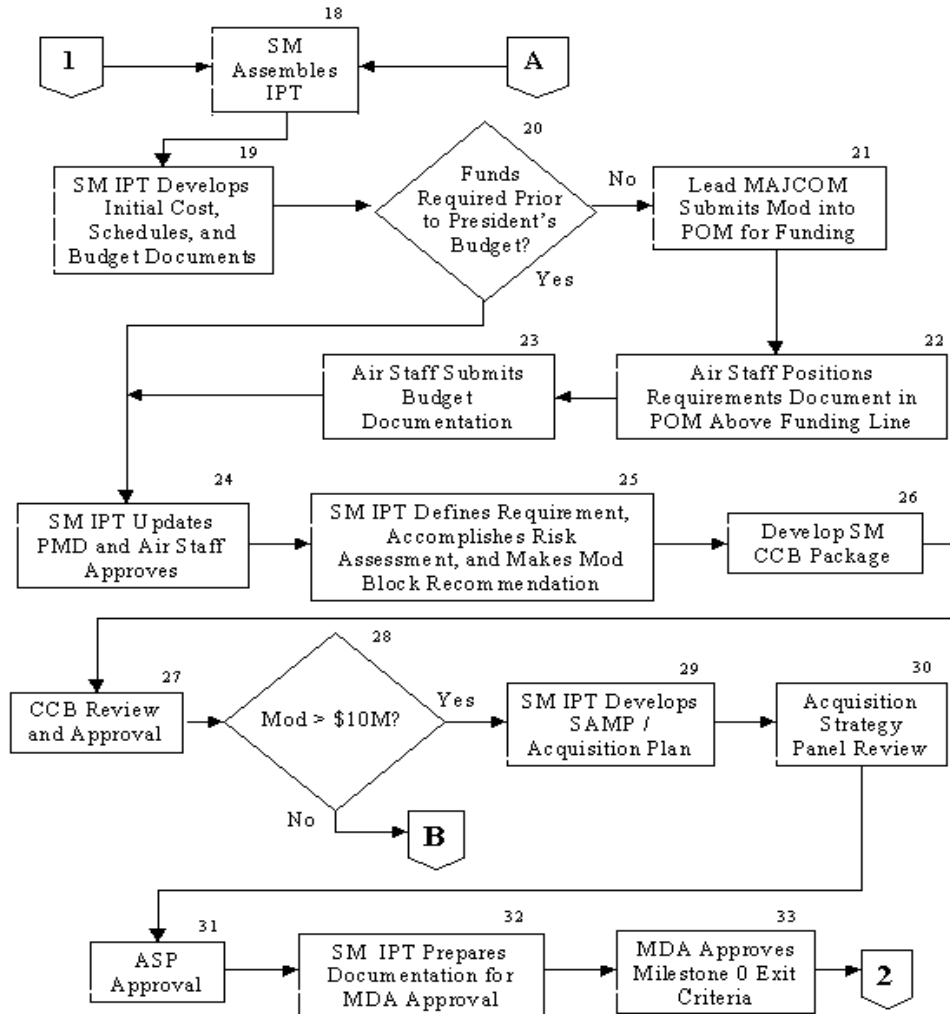 18
1
SM
Assembles
IPT
A
19
SM IPT Develops
Initial Cost,
Schedules, and
Budget Documents
20
Funds
Required Prior
to President's
Budget?
No
Yes
21
Lead MAJCOM
Submits Mod into
POM for Funding
23
Air Staff Submits
Budget
Documentation
22
Air Staff Positions
Requirements Document in
POM Above Funding Line
24
SM IPT Updates
PMD and Air Staff
Approves
25
SM IPT Defines Requirement,
Accomplishes Risk
Assessment, and Makes Mod
Block Recommendation
26
Develop SM
CCB Package
27
CCB Review
and Approval
28
Mod > $10M?
Yes
No
B
29
SM IPT Develops
SAMP /
Acquisition Plan
30
Acquisition
Strategy
Panel Review
31
ASP
Approval
32
SM IPT Prepares
Documentation for
MDA Approval
33
MDA Approves
Milestone 0 Exit
Criteria
2